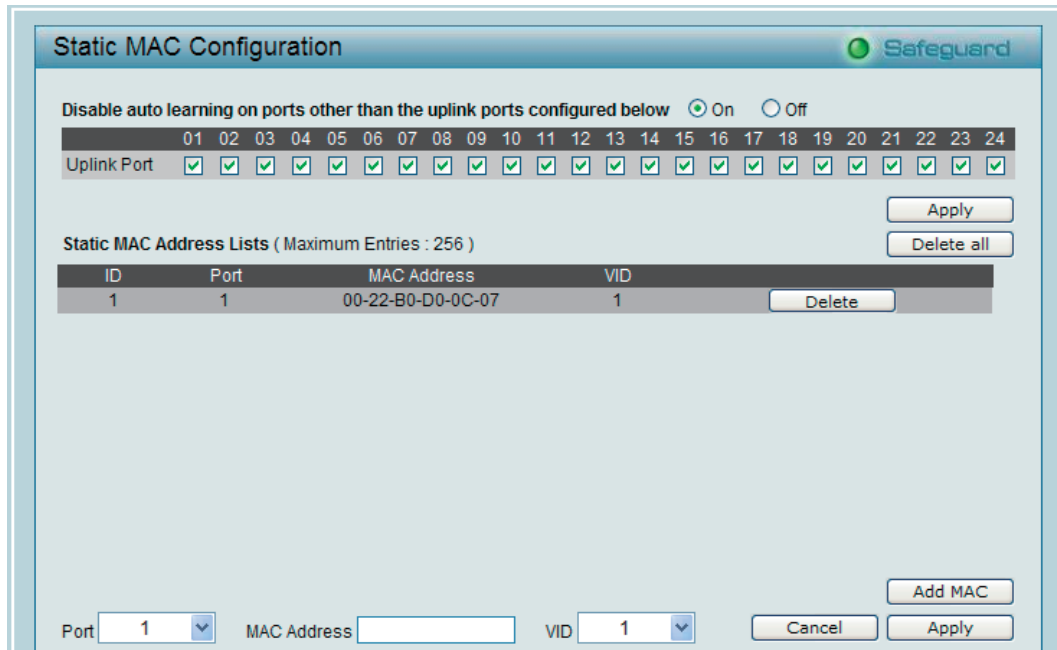 Static MAC Configuration Safeguard
Disable auto learning on ports other than the uplink ports configured below On Off
01 02 03 04 05 06 07 08 09 10 11 12 13 14 15 16 17 18 19 20 21 22 23 24
Uplink Port
Apply
Static MAC Address Lists ( Maximum Entries : 256 ) Delete all
ID Port MAC Address VID
1 1 00-22-B0-D0-0C-07 1 Delete
Add MAC
Port 1 MAC Address VID 1 Cancel Apply